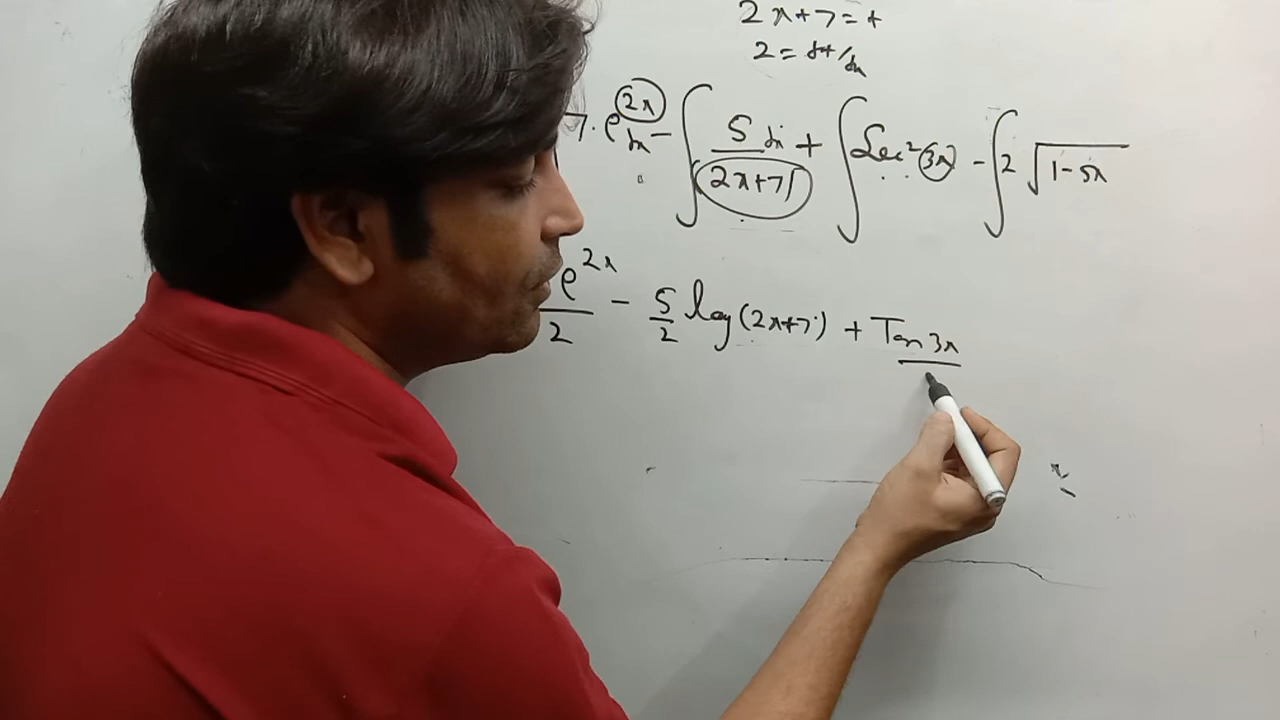 2x+7=t
2=dt/dx
7.e^{2x} dx - ∫ 5/(2x+7) dx + ∫ Sec² 3x - ∫ 2 √(1-5x)
e^{2x}/2 - 5/2 log(2x+7) + Tan 3x